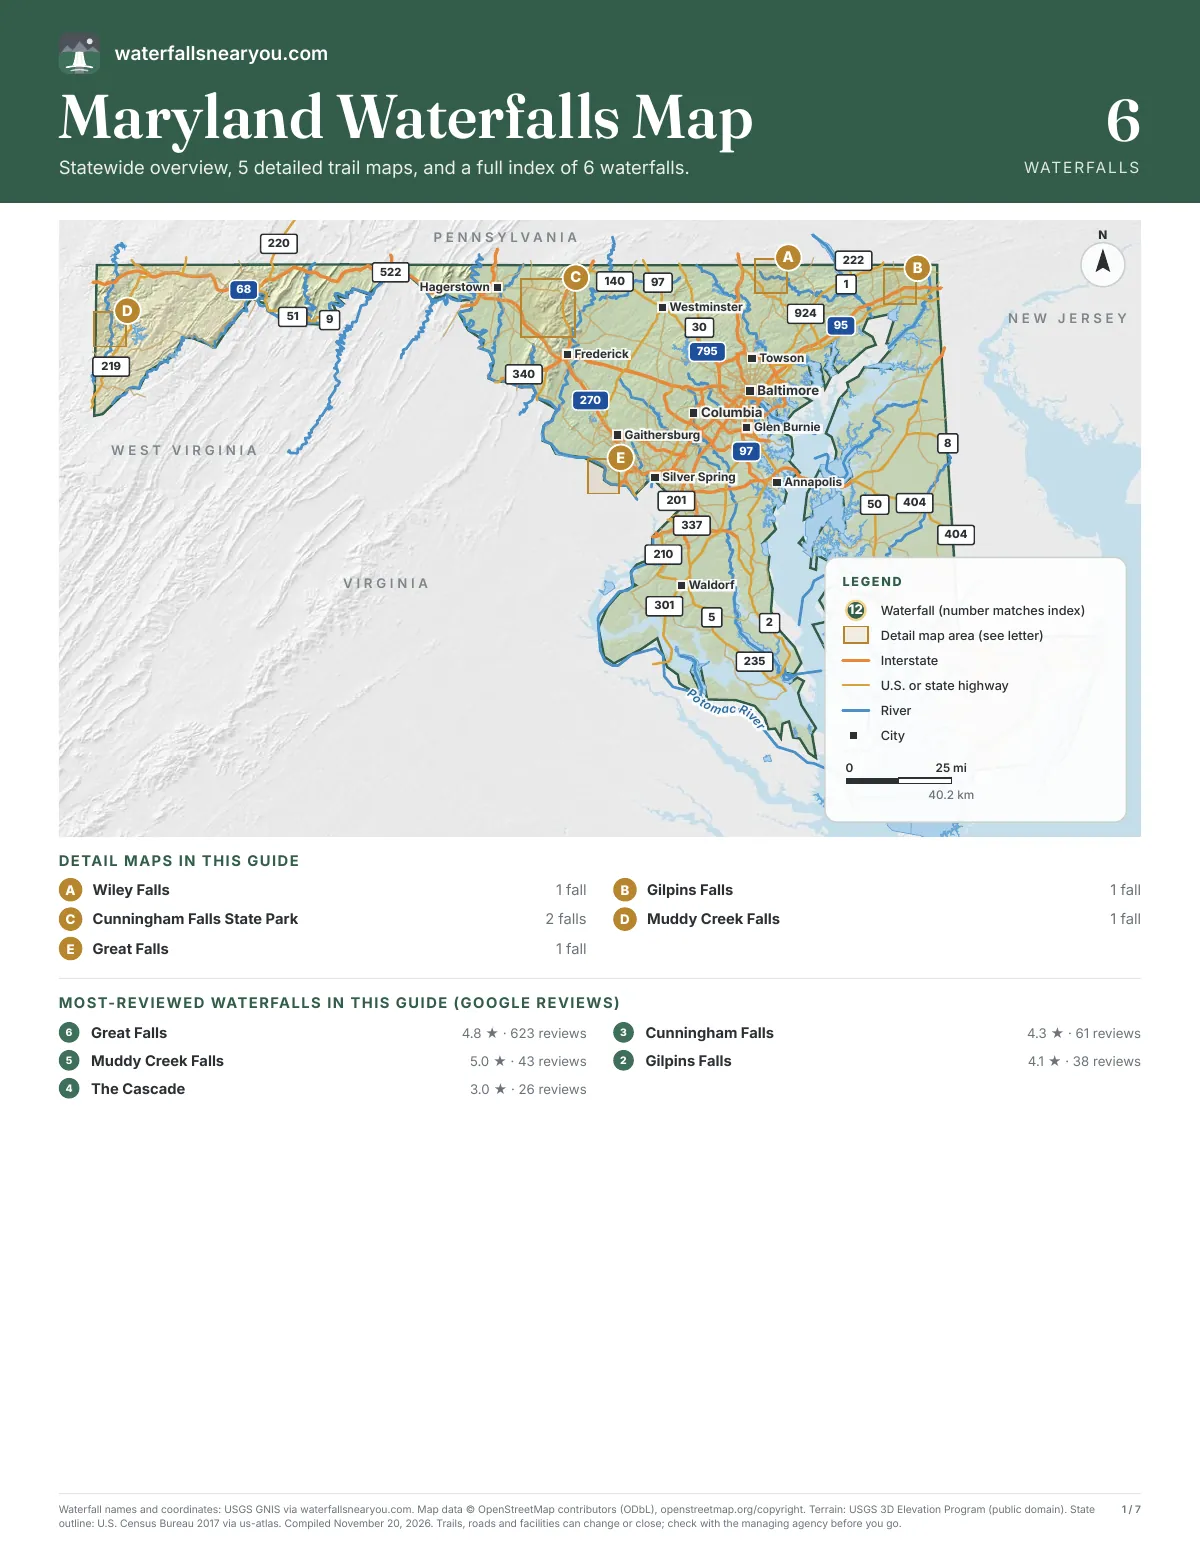 waterfallsnearyou.com
Maryland Waterfalls Map
6
Statewide overview, 5 detailed trail maps, and a full index of 6 waterfalls.
WATERFALLS
PENNSYLVANIA
N
220
A
222
B
522
C
140
97
1
68
Hagerstown
Westminster
D
51
9
924
NEW JERSEY
30
95
795
Frederick
Towson
219
340
Baltimore
270
Columbia
Glen Burnie
Gaithersburg
8
WEST VIRGINIA
97
E
Silver Spring
Annapolis
201
50
404
337
404
210
VIRGINIA
Waldorf
301
5
2
235
Potomac River
LEGEND
12 Waterfall (number matches index)
Detail map area (see letter)
Interstate
U.S. or state highway
River
City
0 25 mi
40.2 km
DETAIL MAPS IN THIS GUIDE
A Wiley Falls 1 fall
B Gilpins Falls 1 fall
C Cunningham Falls State Park 2 falls
D Muddy Creek Falls 1 fall
E Great Falls 1 fall
MOST-REVIEWED WATERFALLS IN THIS GUIDE (GOOGLE REVIEWS)
6 Great Falls 4.8 ★ · 623 reviews
3 Cunningham Falls 4.3 ★ · 61 reviews
5 Muddy Creek Falls 5.0 ★ · 43 reviews
2 Gilpins Falls 4.1 ★ · 38 reviews
4 The Cascade 3.0 ★ · 26 reviews
Waterfall names and coordinates: USGS GNIS via waterfallsnearyou.com. Map data © OpenStreetMap contributors (ODbL), openstreetmap.org/copyright. Terrain: USGS 3D Elevation Program (public domain). State
1 / 7
outline: U.S. Census Bureau 2017 via us-atlas. Compiled November 20, 2026. Trails, roads and facilities can change or close; check with the managing agency before you go.